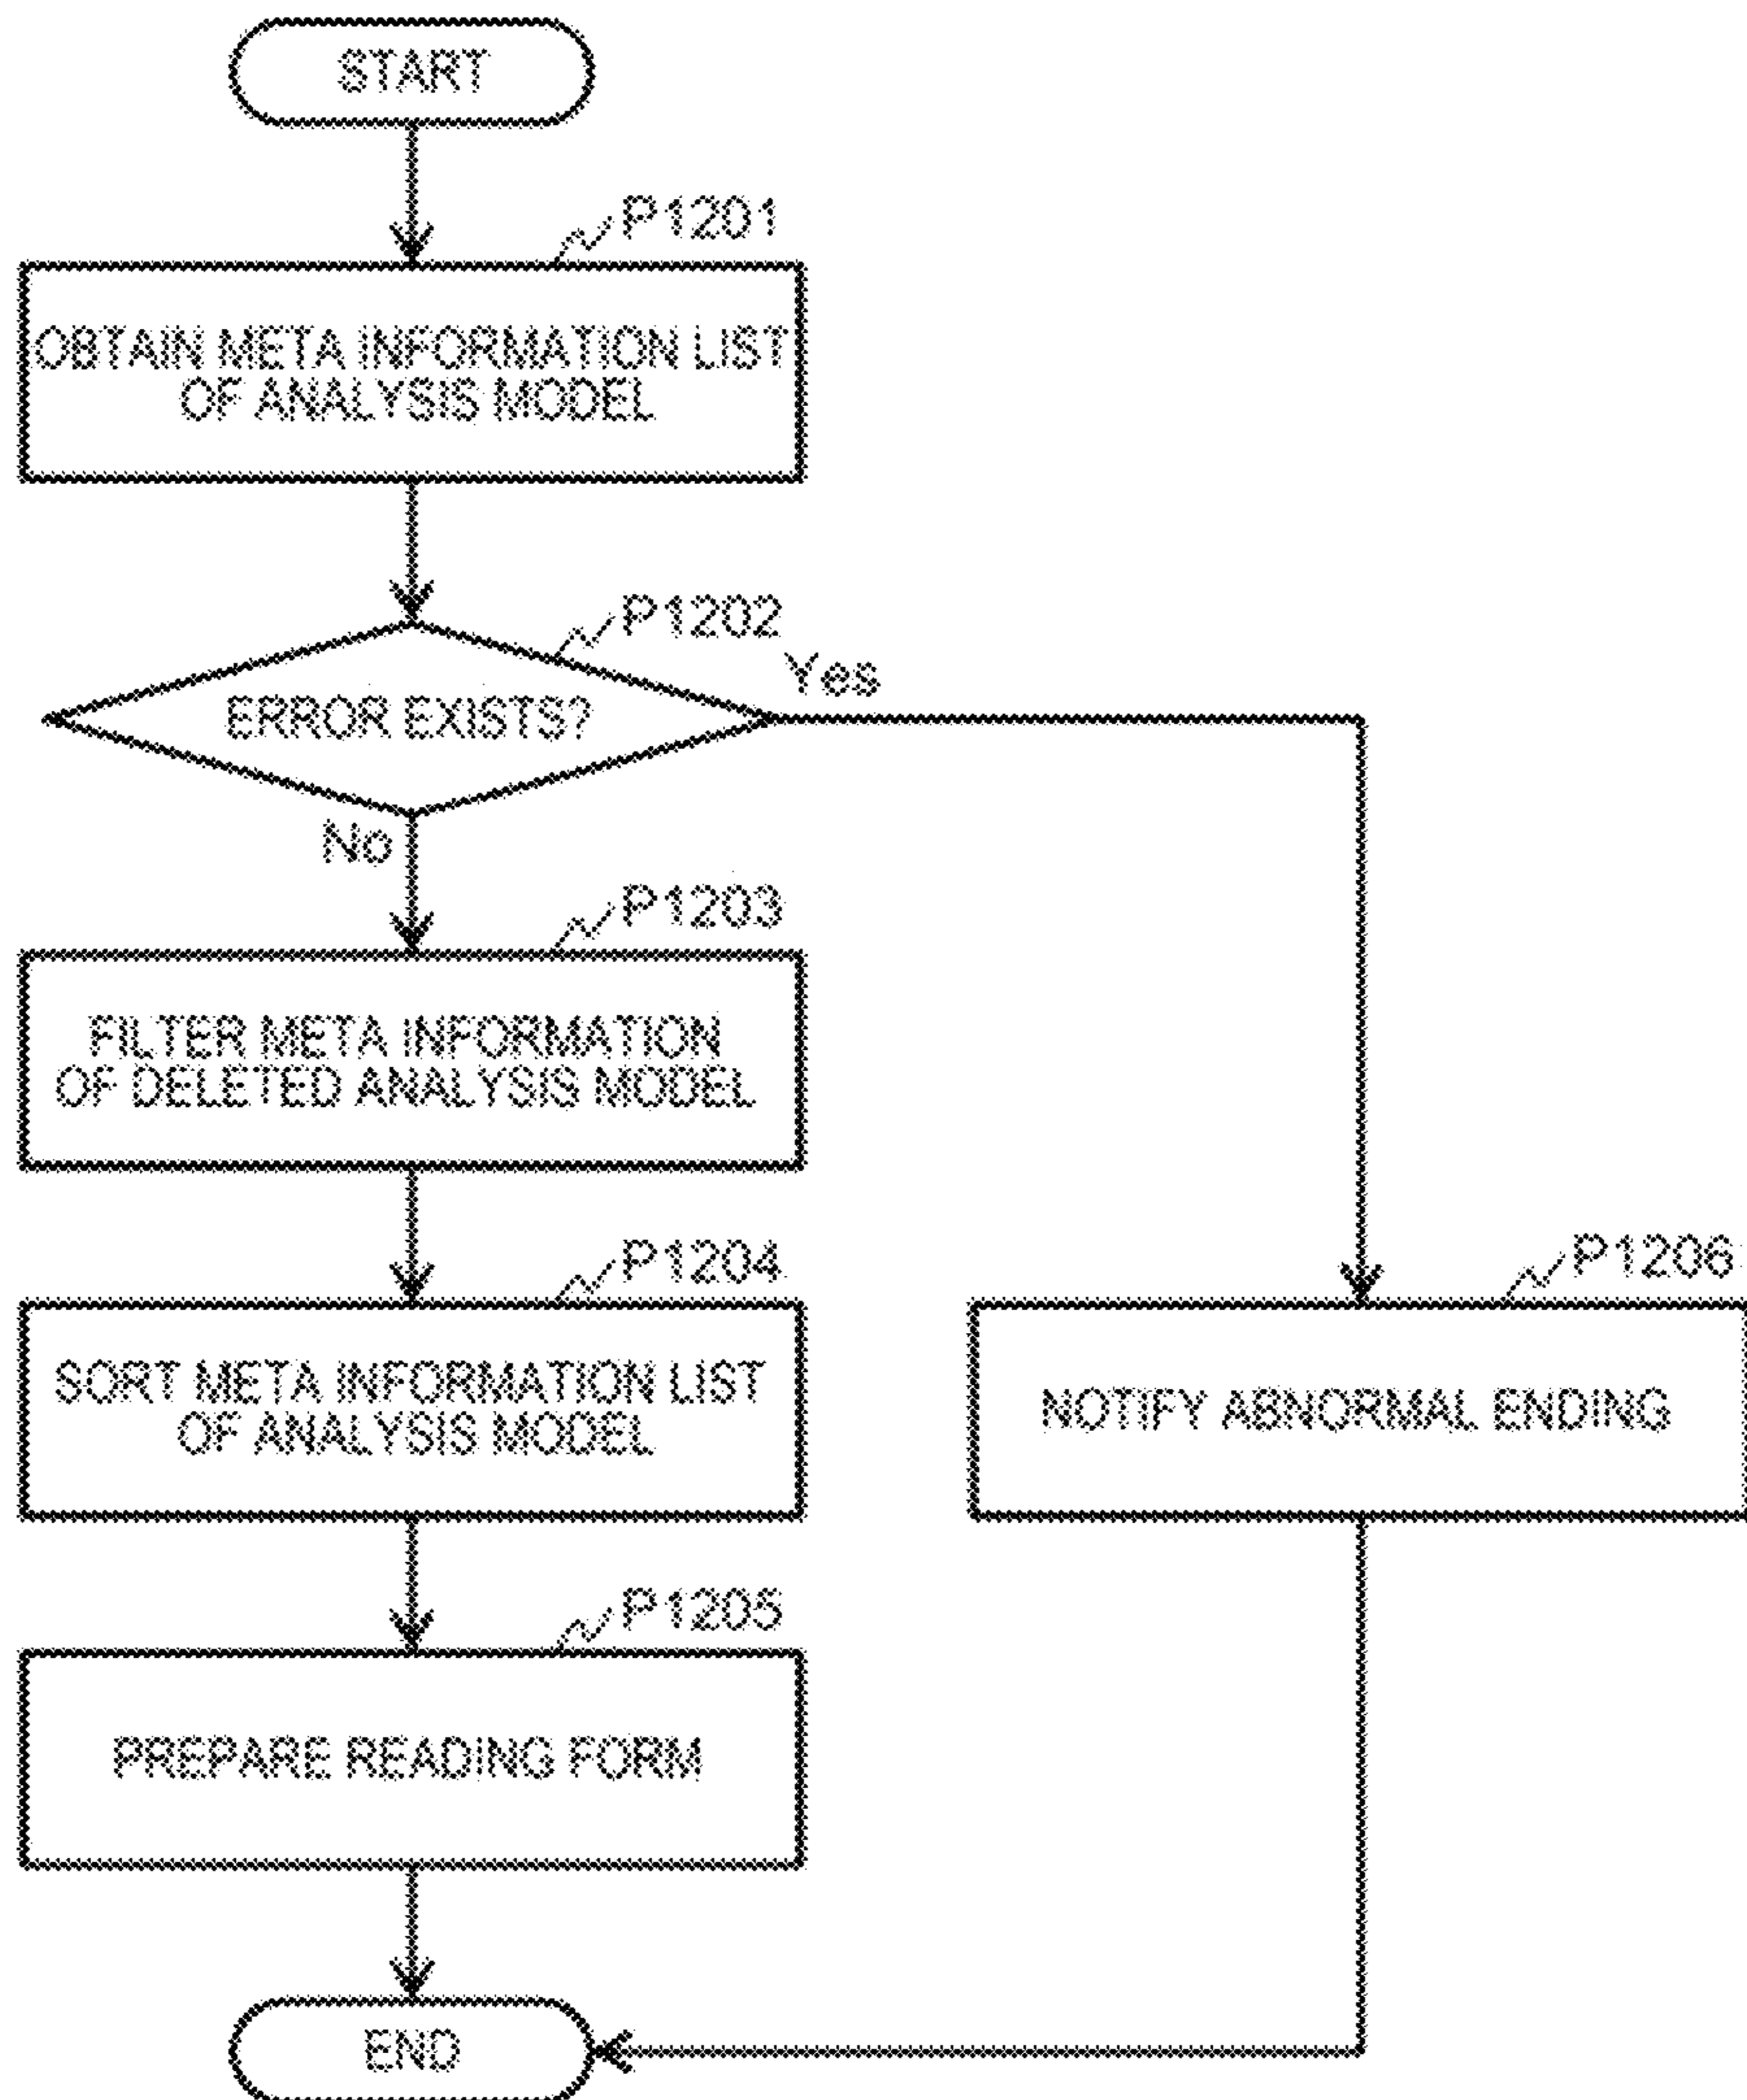 START
P1201
OBTAIN META INFORMATION LIST
OF ANALYSIS MODEL
P1202
ERROR EXISTS?
Yes
No
P1203
FILTER META INFORMATION
OF DELETED ANALYSIS MODEL
P1204
SORT META INFORMATION LIST
OF ANALYSIS MODEL
P1206
NOTIFY ABNORMAL ENDING
P1205
PREPARE READING FORM
END